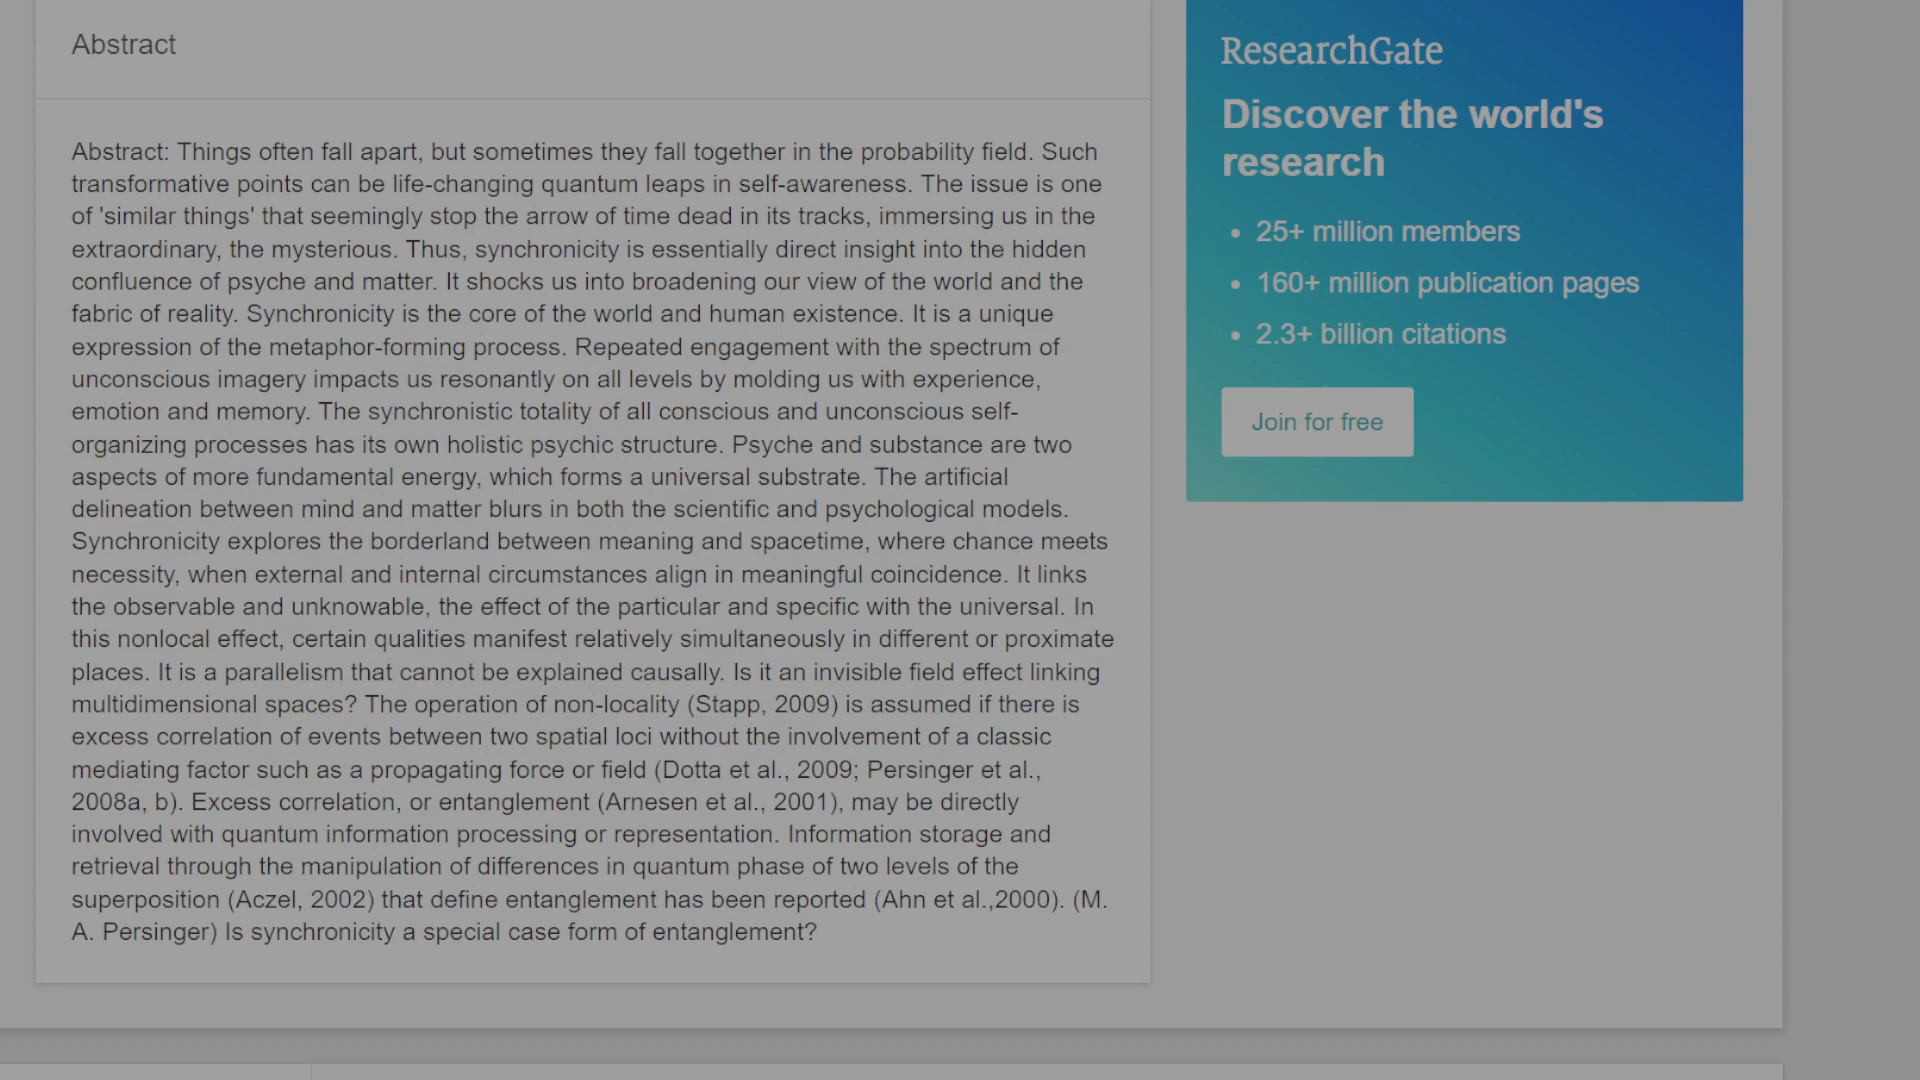 Abstract
Abstract: Things often fall apart, but sometimes they fall together in the probability field. Such
transformative points can be life-changing quantum leaps in self-awareness. The issue is one
of 'similar things' that seemingly stop the arrow of time dead in its tracks, immersing us in the
extraordinary, the mysterious. Thus, synchronicity is essentially direct insight into the hidden
confluence of psyche and matter. It shocks us into broadening our view of the world and the
fabric of reality. Synchronicity is the core of the world and human existence. It is a unique
expression of the metaphor-forming process. Repeated engagement with the spectrum of
unconscious imagery impacts us resonantly on all levels by molding us with experience,
emotion and memory. The synchronistic totality of all conscious and unconscious self-
organizing processes has its own holistic psychic structure. Psyche and substance are two
aspects of more fundamental energy, which forms a universal substrate. The artificial
delineation between mind and matter blurs in both the scientific and psychological models.
Synchronicity explores the borderland between meaning and spacetime, where chance meets
necessity, when external and internal circumstances align in meaningful coincidence. It links
the observable and unknowable, the effect of the particular and specific with the universal. In
this nonlocal effect, certain qualities manifest relatively simultaneously in different or proximate
places. It is a parallelism that cannot be explained causally. Is it an invisible field effect linking
multidimensional spaces? The operation of non-locality (Stapp, 2009) is assumed if there is
excess correlation of events between two spatial loci without the involvement of a classic
mediating factor such as a propagating force or field (Dotta et al., 2009; Persinger et al.,
2008a, b). Excess correlation, or entanglement (Arnesen et al., 2001), may be directly
involved with quantum information processing or representation. Information storage and
retrieval through the manipulation of differences in quantum phase of two levels of the
superposition (Aczel, 2002) that define entanglement has been reported (Ahn et al.,2000). (M.
A. Persinger) Is synchronicity a special case form of entanglement?
ResearchGate
Discover the world's
research
• 25+ million members
• 160+ million publication pages
• 2.3+ billion citations
Join for free